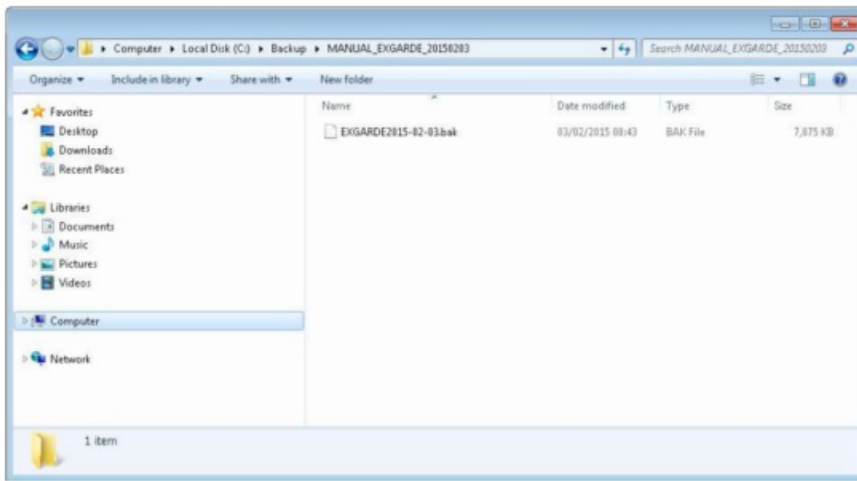 Computer ▸ Local Disk (C:) ▸ Backup ▸ MANUAL_EXGARDE_20150203
Search MANUAL_EXGARDE_20150203
Organize Include in library Share with New folder
Favorites
Desktop
Downloads
Recent Places
Libraries
Documents
Music
Pictures
Videos
Computer
Network
Name Date modified Type Size
EXGARDE2015-02-03.bak 03/02/2015 08:43 BAK File 7,075 KB
1 item